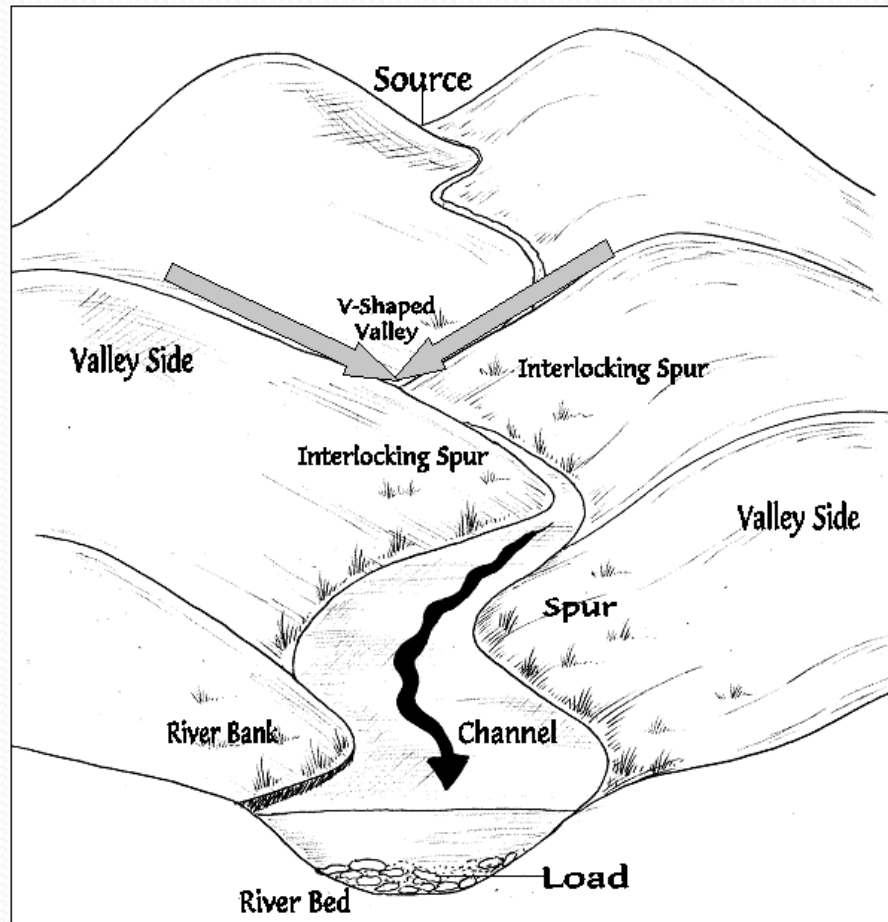 Source
V-Shaped
Valley
Valley Side
Interlocking Spur
Interlocking Spur
Valley Side
Spur
River Bank
Channel
Load
River Bed